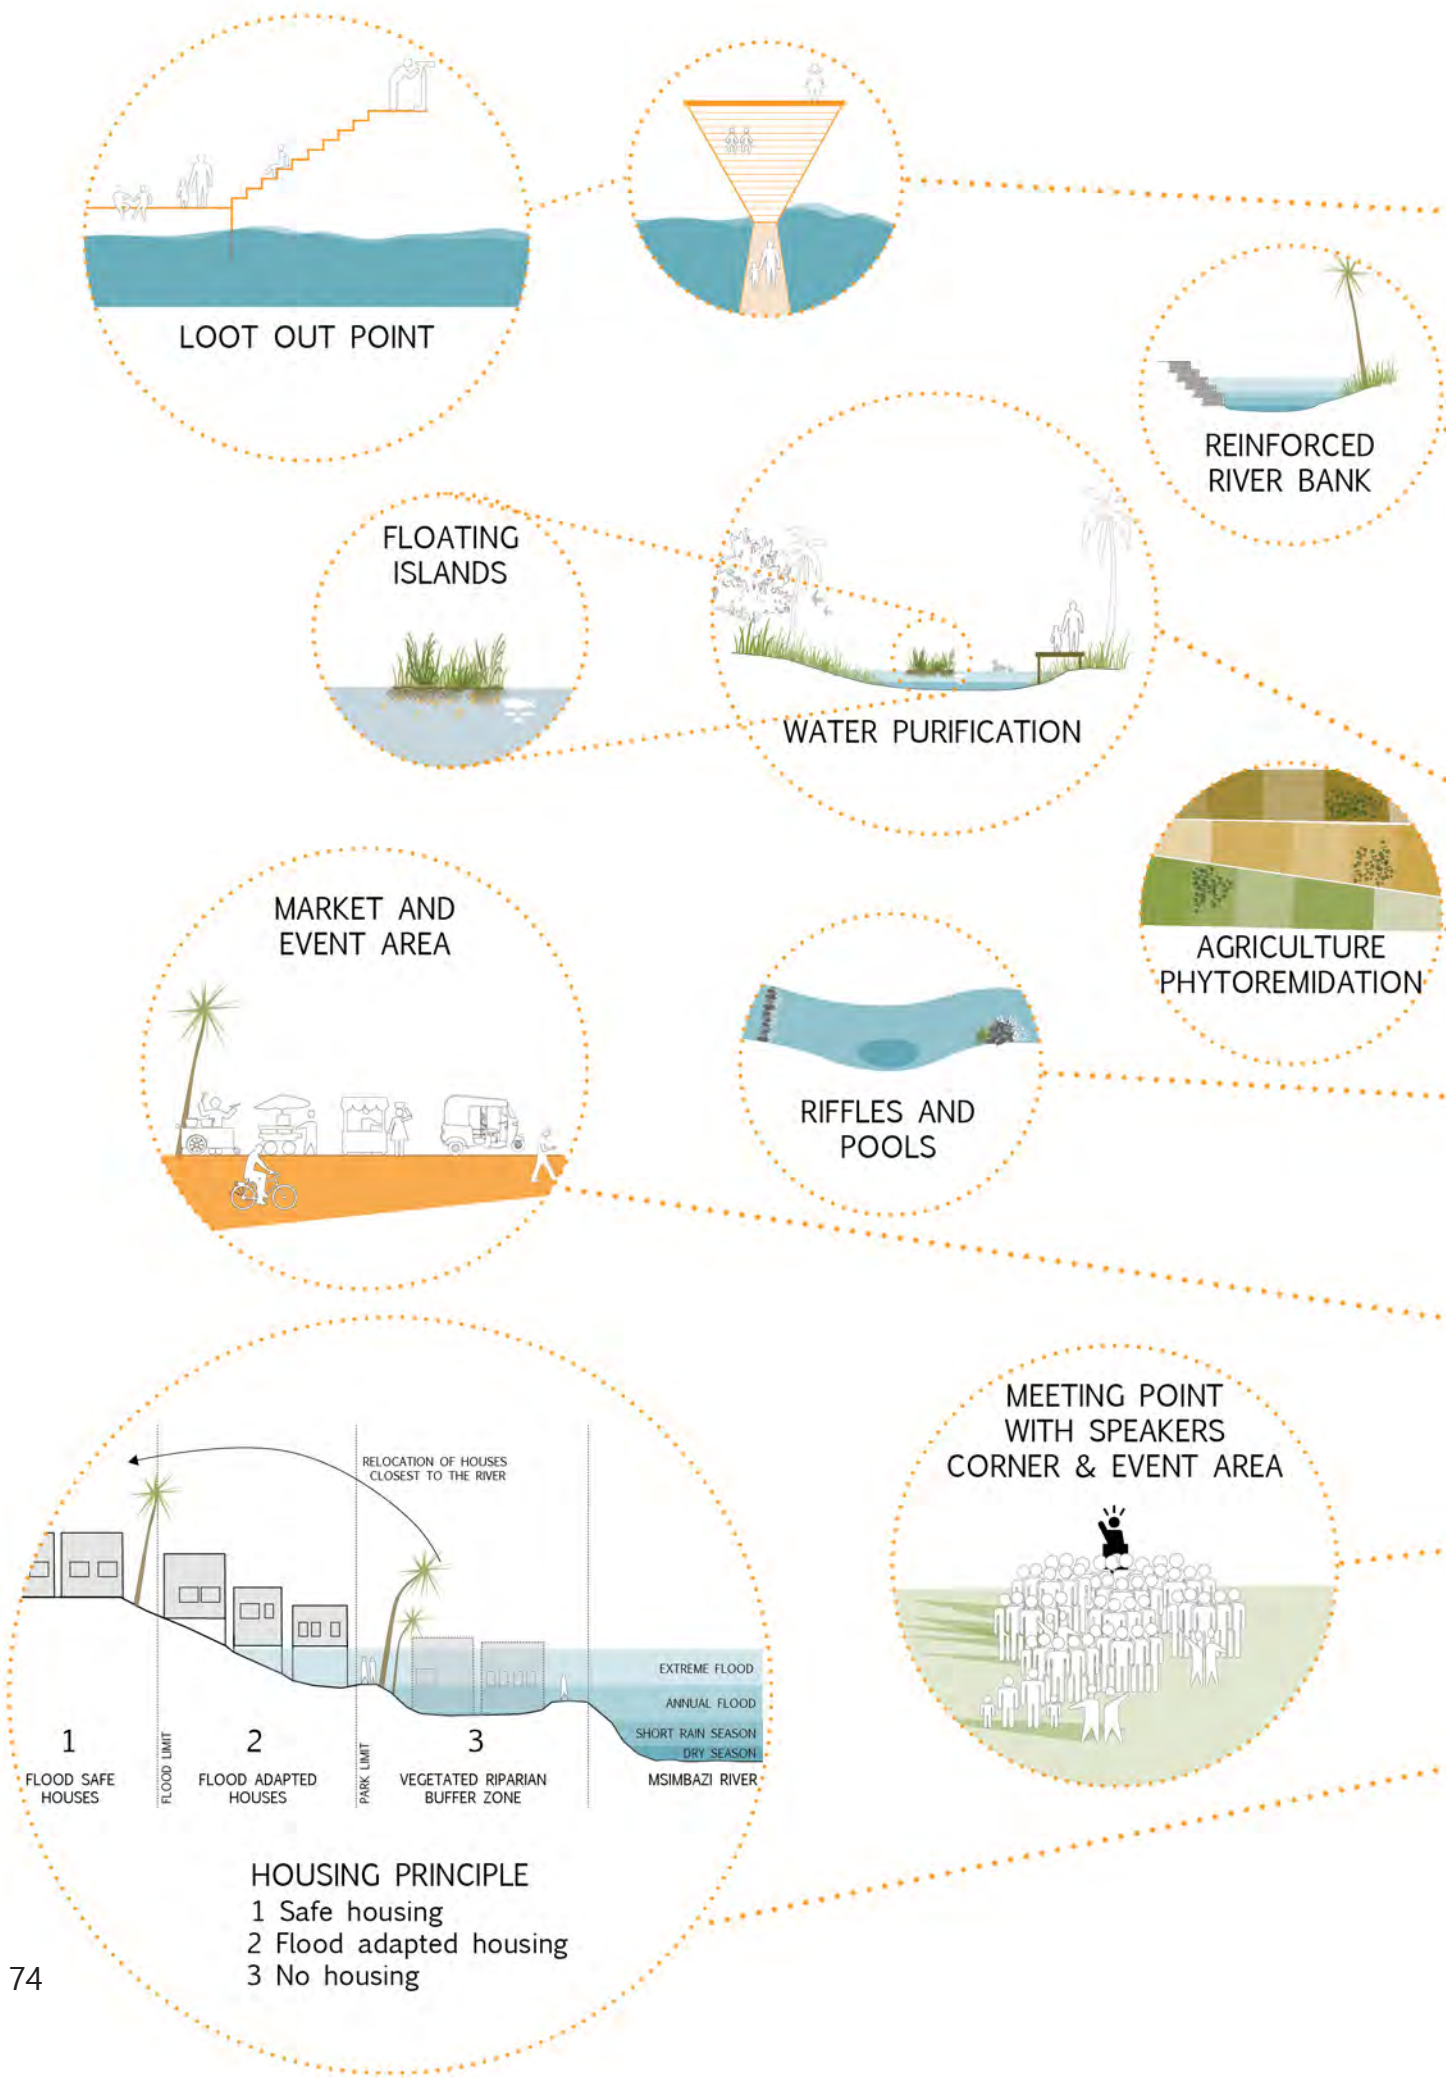 LOOT OUT POINT
REINFORCED
RIVER BANK
FLOATING
ISLANDS
WATER PURIFICATION
AGRICULTURE
PHYTOREMIDATION
MARKET AND
EVENT AREA
RIFFLES AND
POOLS
MEETING POINT
WITH SPEAKERS
CORNER & EVENT AREA
RELOCATION OF HOUSES
CLOSEST TO THE RIVER
EXTREME FLOOD
ANNUAL FLOOD
SHORT RAIN SEASON
DRY SEASON
1
FLOOD SAFE
HOUSES
FLOOD LIMIT
2
FLOOD ADAPTED
HOUSES
PARK LIMIT
3
VEGETATED RIPARIAN
BUFFER ZONE
MSIMBAZI RIVER
HOUSING PRINCIPLE
1 Safe housing
2 Flood adapted housing
3 No housing
74